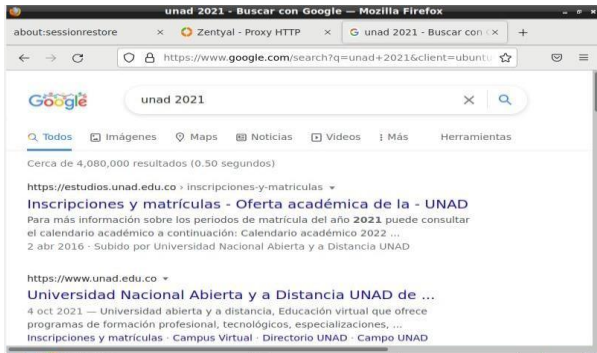 unad 2021 - Buscar con Google — Mozilla Firefox
about:sessionrestore × Zentyal - Proxy HTTP × G unad 2021 - Buscar con × +
https://www.google.com/search?q=unad+2021&client=ubuntu
Google unad 2021
Todos Imágenes Maps Noticias Videos Más Herramientas
Cerca de 4,080,000 resultados (0.50 segundos)
https://estudios.unad.edu.co › inscripciones-y-matriculas
Inscripciones y matrículas - Oferta académica de la - UNAD
Para más información sobre los periodos de matrícula del año 2021 puede consultar
el calendario académico a continuación: Calendario académico 2022 ...
2 abr 2016 · Subido por Universidad Nacional Abierta y a Distancia UNAD
https://www.unad.edu.co
Universidad Nacional Abierta y a Distancia UNAD de ...
4 oct 2021 — Universidad abierta y a distancia, Educación virtual que ofrece
programas de formación profesional, tecnológicos, especializaciones, ...
Inscripciones y matrículas · Campus Virtual · Directorio UNAD · Campo UNAD